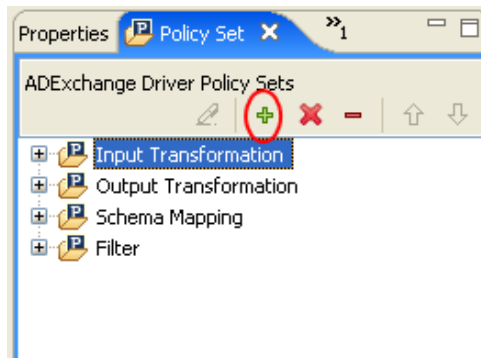 Properties Policy Set »1
ADExchange Driver Policy Sets
Input Transformation
Output Transformation
Schema Mapping
Filter